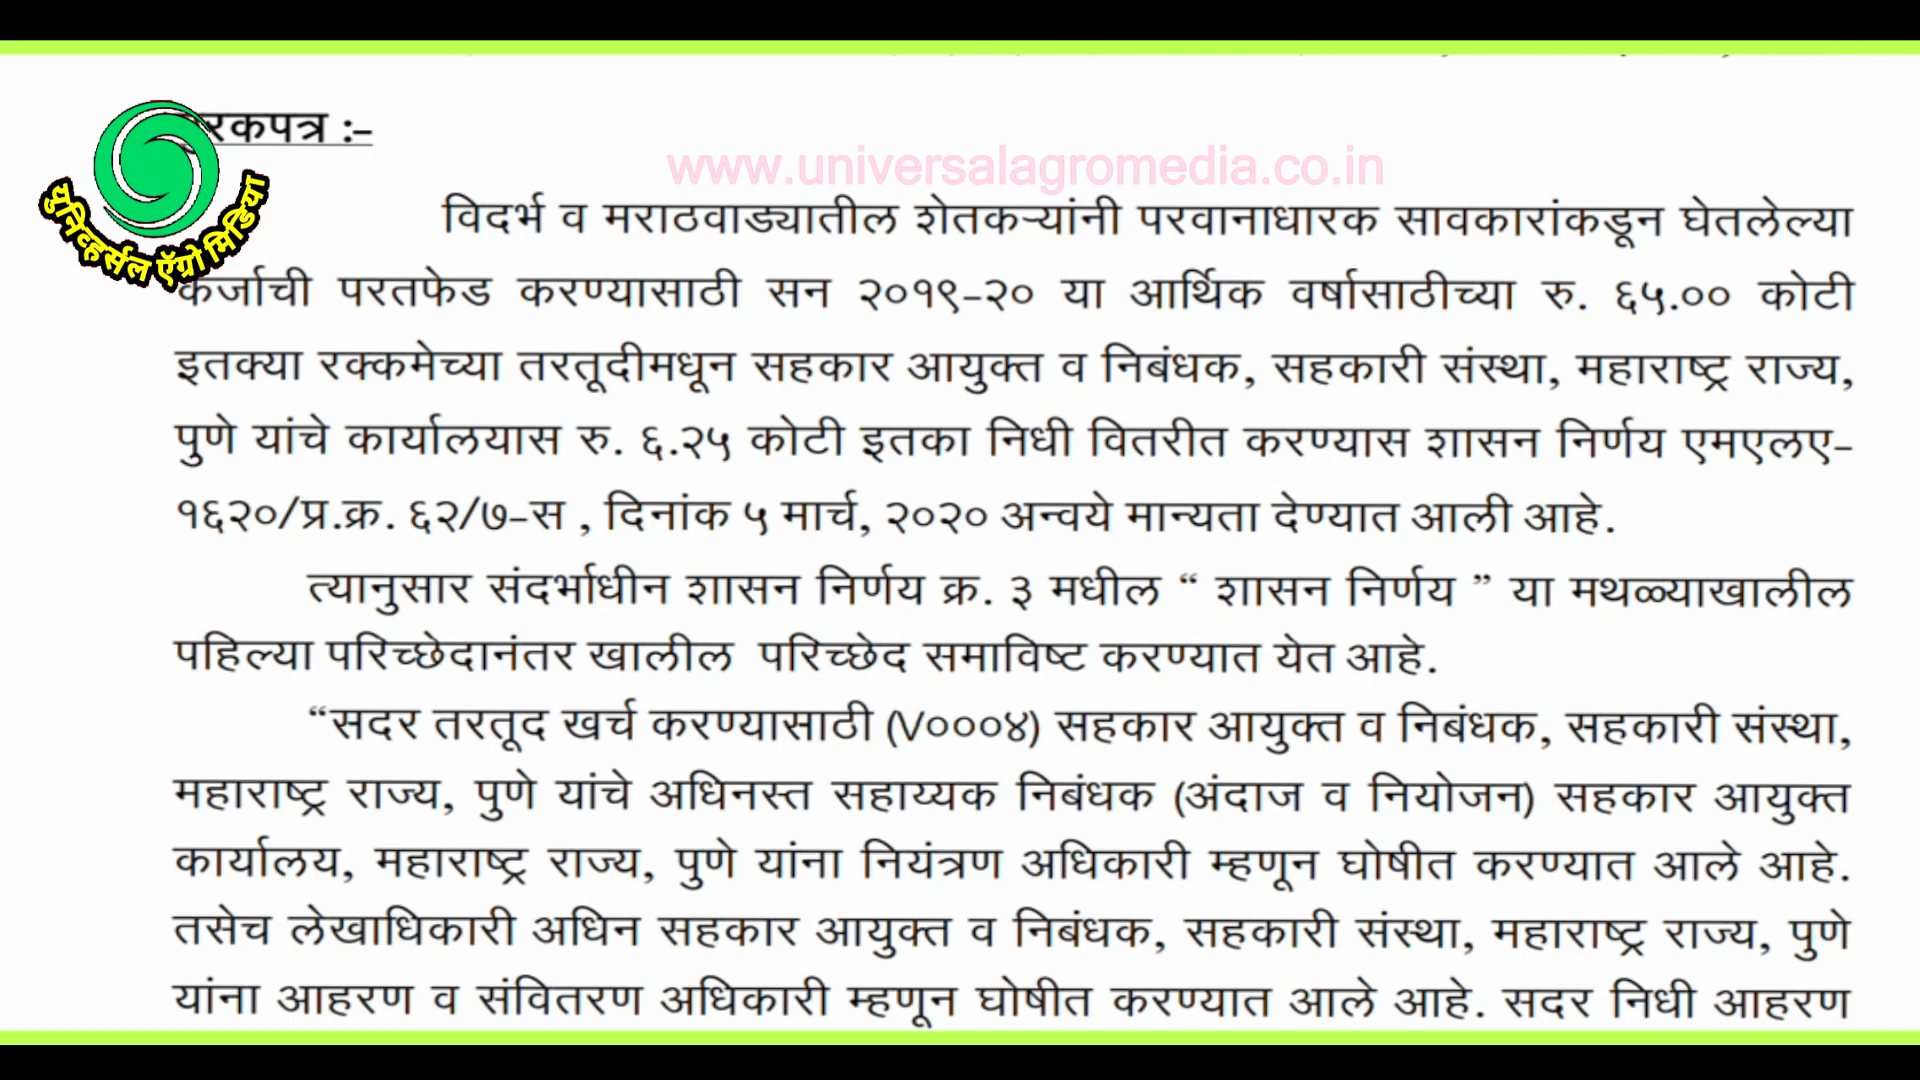 पुरकपत्र :-
www.universalagromedia.co.in
युनिव्हर्सल ऍग्रो मिडिया
विदर्भ व मराठवाड्यातील शेतकऱ्यांनी परवानाधारक सावकारांकडून घेतलेल्या
कर्जाची परतफेड करण्यासाठी सन २०१९-२० या आर्थिक वर्षासाठीच्या रु. ६५.०० कोटी
इतक्या रक्कमेच्या तरतूदीमधून सहकार आयुक्त व निबंधक, सहकारी संस्था, महाराष्ट्र राज्य,
पुणे यांचे कार्यालयास रु. ६.२५ कोटी इतका निधी वितरीत करण्यास शासन निर्णय एमएलए-
१६२०/प्र.क्र. ६२/७-स , दिनांक ५ मार्च, २०२० अन्वये मान्यता देण्यात आली आहे.
त्यानुसार संदर्भाधीन शासन निर्णय क्र. ३ मधील “ शासन निर्णय ” या मथळ्याखालील
पहिल्या परिच्छेदानंतर खालील परिच्छेद समाविष्ट करण्यात येत आहे.
“सदर तरतूद खर्च करण्यासाठी (V०००४) सहकार आयुक्त व निबंधक, सहकारी संस्था,
महाराष्ट्र राज्य, पुणे यांचे अधिनस्त सहाय्यक निबंधक (अंदाज व नियोजन) सहकार आयुक्त
कार्यालय, महाराष्ट्र राज्य, पुणे यांना नियंत्रण अधिकारी म्हणून घोषीत करण्यात आले आहे.
तसेच लेखाधिकारी अधिन सहकार आयुक्त व निबंधक, सहकारी संस्था, महाराष्ट्र राज्य, पुणे
यांना आहरण व संवितरण अधिकारी म्हणून घोषीत करण्यात आले आहे. सदर निधी आहरण